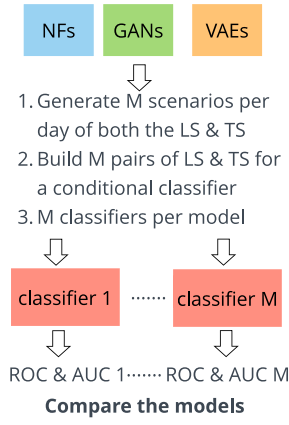 NFs GANs VAEs
1. Generate M scenarios per
day of both the LS & TS
2. Build M pairs of LS & TS for
a conditional classifier
3. M classifiers per model
classifier 1 ······· classifier M
ROC & AUC 1······· ROC & AUC M
Compare the models